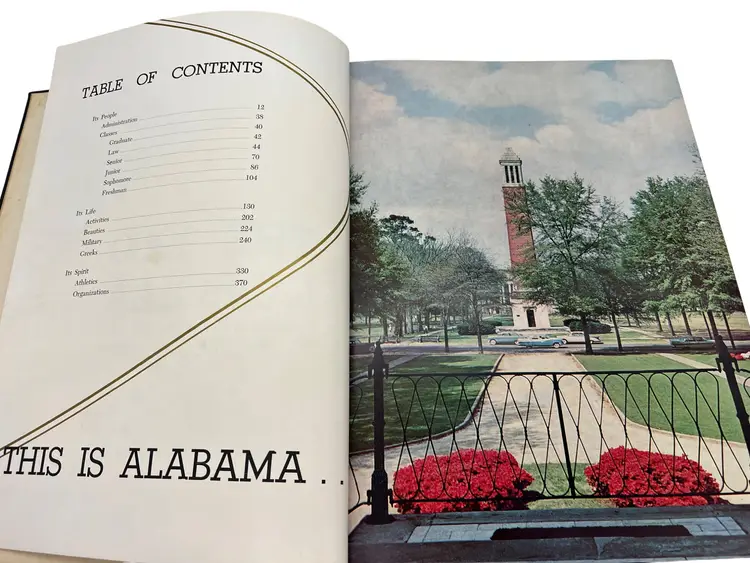 TABLE OF CONTENTS
Its People
Administration 12
Classes 38
Graduate 40
Law 42
Senior 44
Junior 70
Sophomore 86
Freshman 104
Its Life
Activities 130
Beauties 202
Military 224
Greeks 240
Its Spirit
Athletics 330
Organizations 370
THIS IS ALABAMA . .